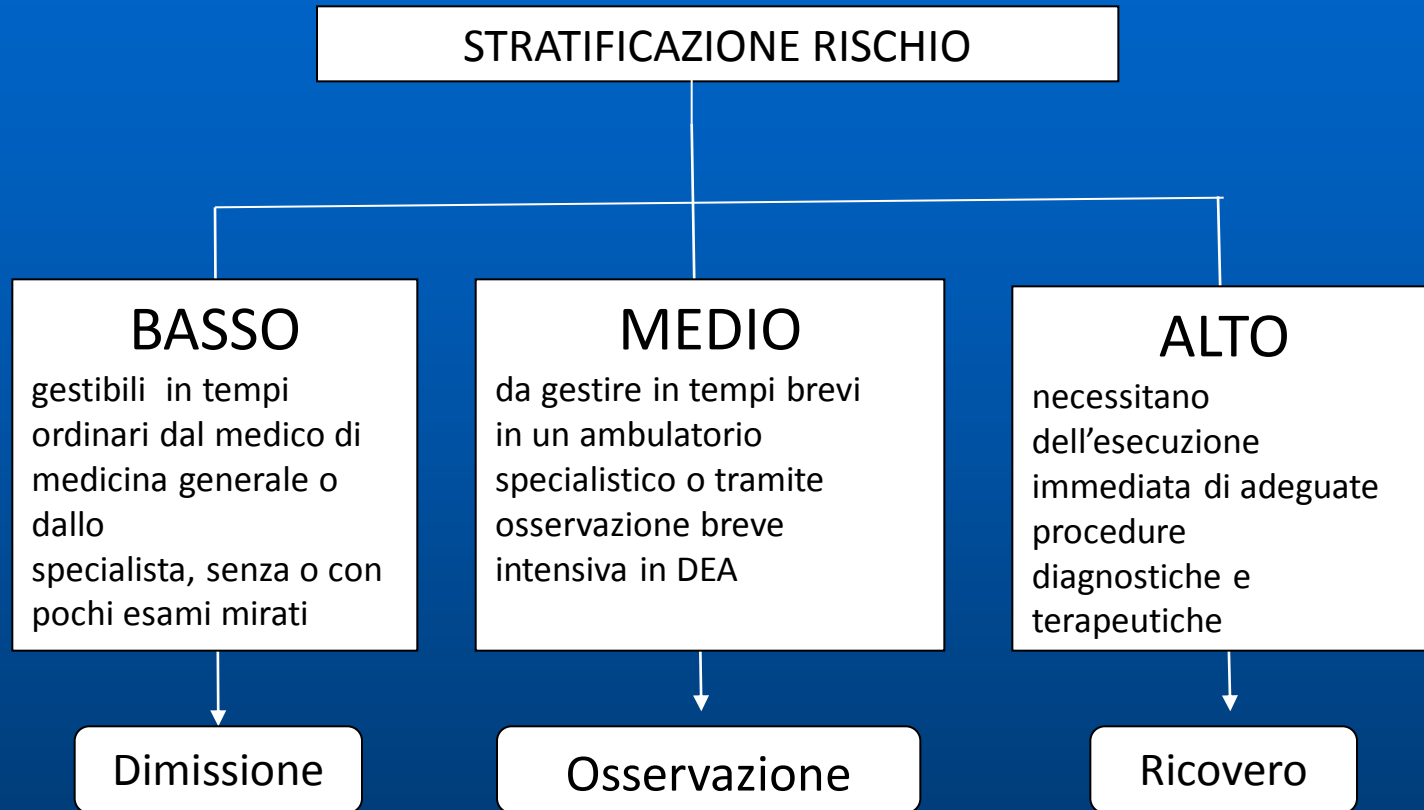 STRATIFICAZIONE RISCHIO
BASSO
gestibili in tempi
ordinari dal medico di
medicina generale o
dallo
specialista, senza o con
pochi esami mirati
MEDIO
da gestire in tempi brevi
in un ambulatorio
specialistico o tramite
osservazione breve
intensiva in DEA
ALTO
necessitano
dell’esecuzione
immediata di adeguate
procedure
diagnostiche e
terapeutiche
Dimissione
Osservazione
Ricovero